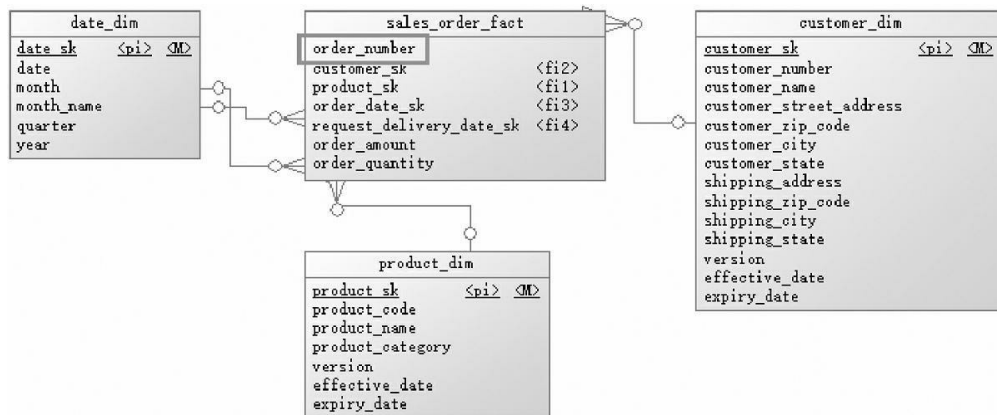 date_dim
date_sk <pi> <M>
date
month
month_name
quarter
year
sales_order_fact
order_number
customer_sk <fi2>
product_sk <fi1>
order_date_sk <fi3>
request_delivery_date_sk <fi4>
order_amount
order_quantity
customer_dim
customer_sk <pi> <M>
customer_number
customer_name
customer_street_address
customer_zip_code
customer_city
customer_state
shipping_address
shipping_zip_code
shipping_city
shipping_state
version
effective_date
expiry_date
product_dim
product_sk <pi> <M>
product_code
product_name
product_category
version
effective_date
expiry_date